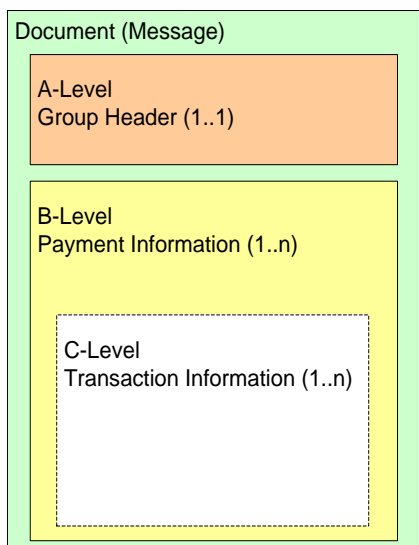 Document (Message)
A-Level
Group Header (1..1)
B-Level
Payment Information (1..n)
C-Level
Transaction Information (1..n)